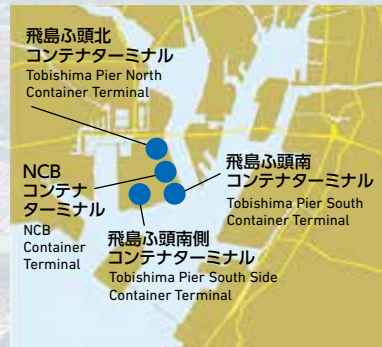 飛島ふ頭北
コンテナターミナル
Tobishima Pier North
Container Terminal
NCB
コンテナ
ターミナル
NCB
Container
Terminal
飛島ふ頭南
コンテナターミナル
Tobishima Pier South
Container Terminal
飛島ふ頭南側
コンテナターミナル
Tobishima Pier South Side
Container Terminal